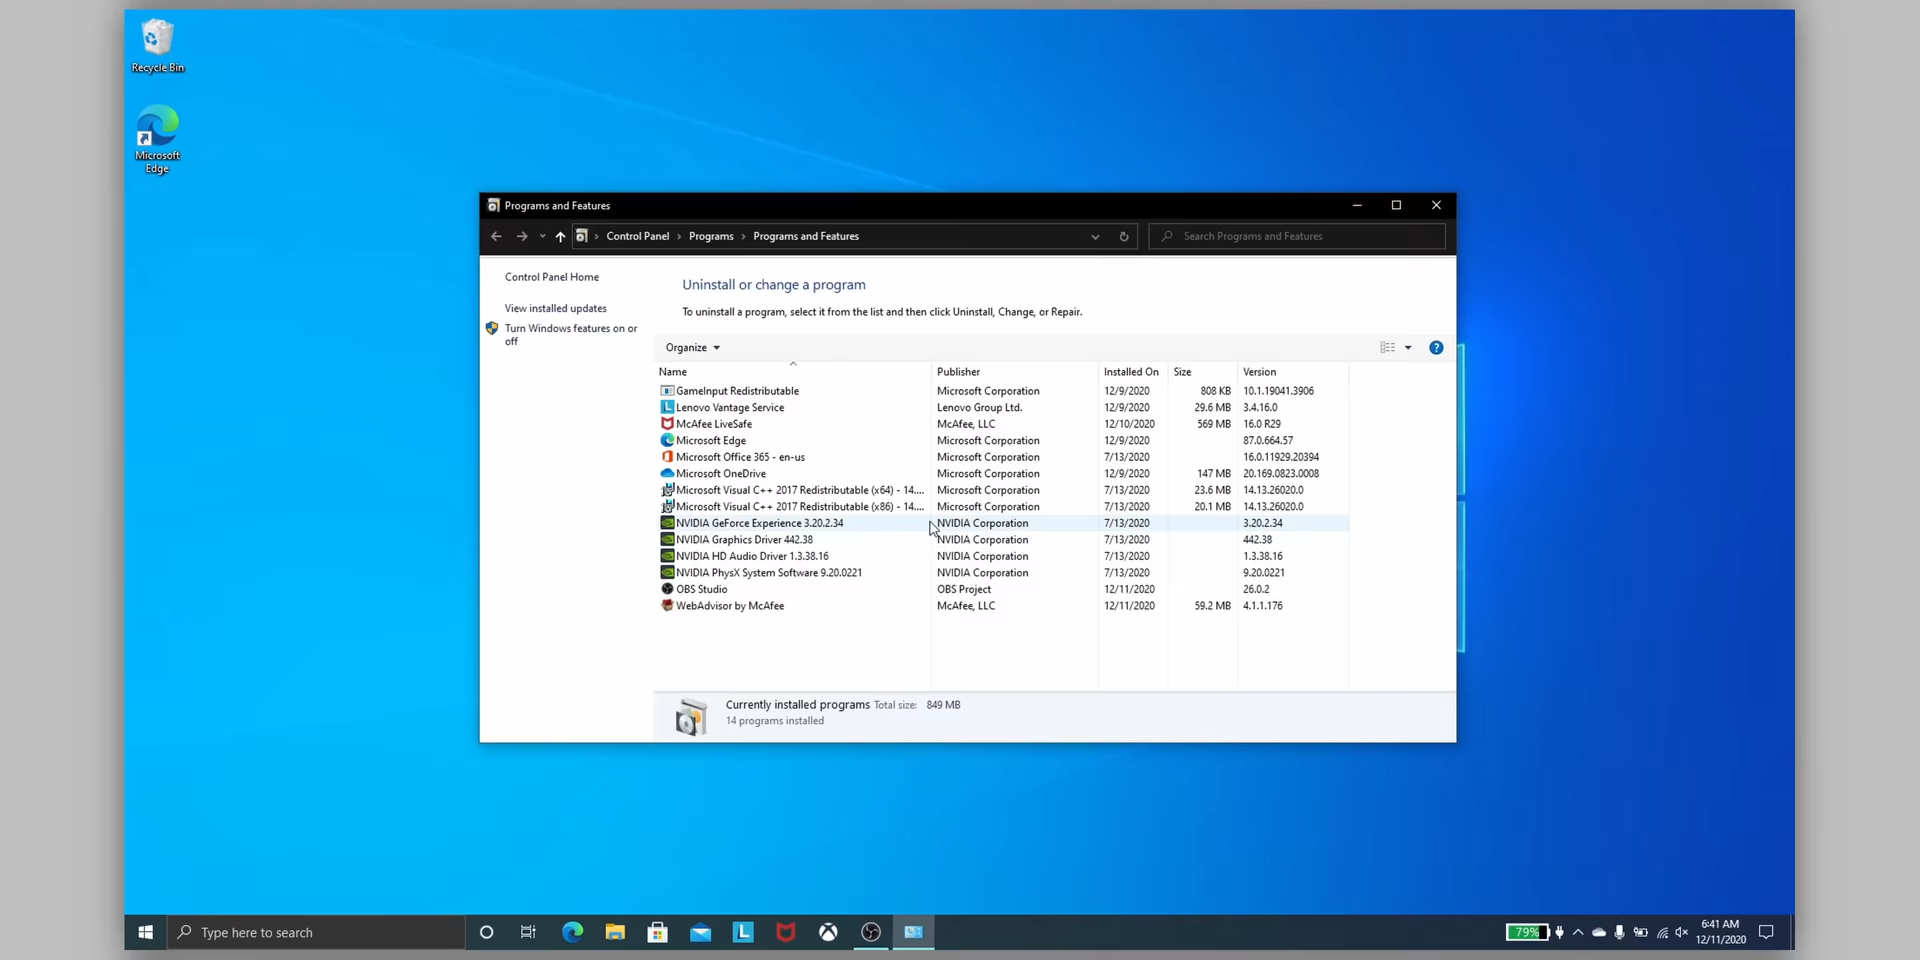 Recycle Bin
Microsoft
Edge
Programs and Features
Control Panel > Programs > Programs and Features
Search Programs and Features
Control Panel Home
View installed updates
Turn Windows features on or
off
Uninstall or change a program
To uninstall a program, select it from the list and then click Uninstall, Change, or Repair.
Organize
Name Publisher Installed On Size Version
GameInput Redistributable Microsoft Corporation 12/9/2020 808 KB 10.1.19041.3906
Lenovo Vantage Service Lenovo Group Ltd. 12/9/2020 29.6 MB 3.4.16.0
McAfee LiveSafe McAfee, LLC 12/10/2020 569 MB 16.0 R29
Microsoft Edge Microsoft Corporation 12/9/2020 87.0.664.57
Microsoft Office 365 - en-us Microsoft Corporation 7/13/2020 16.0.11929.20394
Microsoft OneDrive Microsoft Corporation 12/9/2020 147 MB 20.169.0823.0008
Microsoft Visual C++ 2017 Redistributable (x64) - 14.... Microsoft Corporation 7/13/2020 23.6 MB 14.13.26020.0
Microsoft Visual C++ 2017 Redistributable (x86) - 14.... Microsoft Corporation 7/13/2020 20.1 MB 14.13.26020.0
NVIDIA GeForce Experience 3.20.2.34 NVIDIA Corporation 7/13/2020 3.20.2.34
NVIDIA Graphics Driver 442.38 NVIDIA Corporation 7/13/2020 442.38
NVIDIA HD Audio Driver 1.3.38.16 NVIDIA Corporation 7/13/2020 1.3.38.16
NVIDIA PhysX System Software 9.20.0221 NVIDIA Corporation 7/13/2020 9.20.0221
OBS Studio OBS Project 12/11/2020 26.0.2
WebAdvisor by McAfee McAfee, LLC 12/11/2020 59.2 MB 4.1.1.176
Currently installed programs Total size: 849 MB
14 programs installed
Type here to search
79%
6:41 AM
12/11/2020